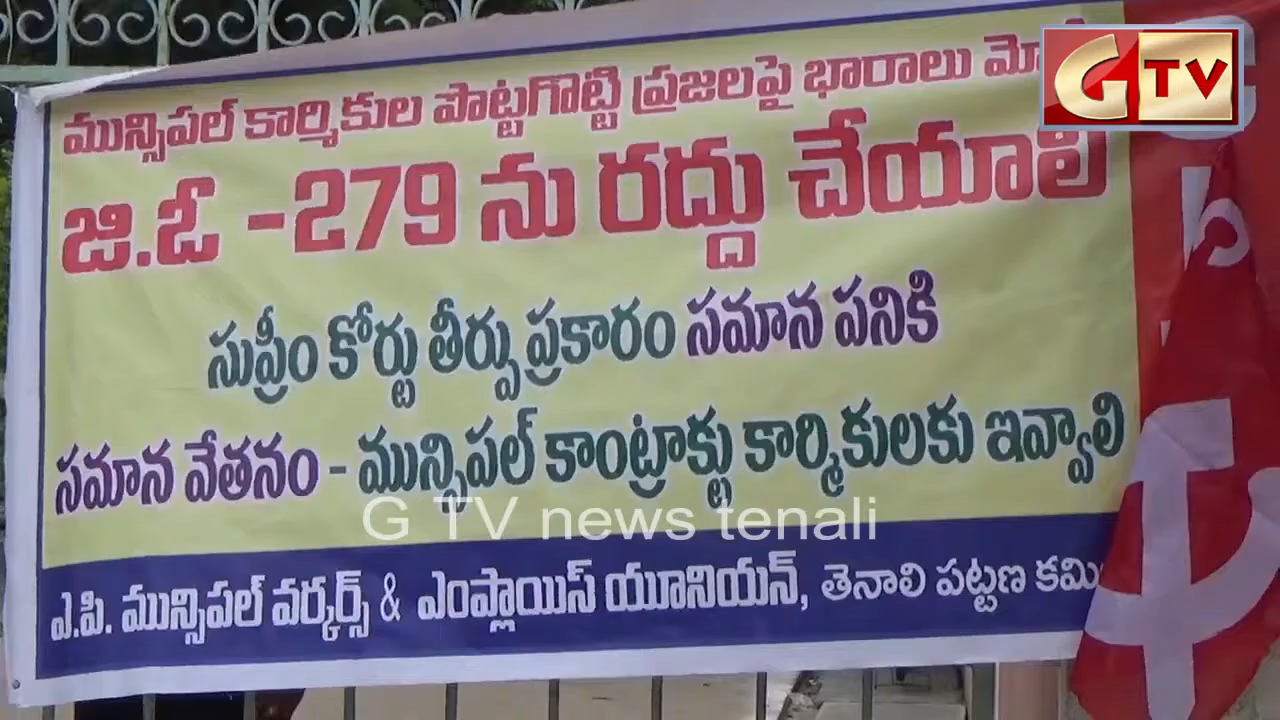 మున్సిపల్ కార్మికుల పొట్టగొట్టి ప్రజలపై భారాలు
G TV
జి.ఓ -279 ను రద్దు చేయాలి
సుప్రీం కోర్టు తీర్పు ప్రకారం సమాన పనికి
సమాన వేతనం - మున్సిపల్ కాంట్రాక్టు కార్మికులకు ఇవ్వాలి
G TV news tenali
ఎ.పి. మున్సిపల్ వర్కర్స్ & ఎంప్లాయిస్ యూనియన్, తెనాలి పట్టణ